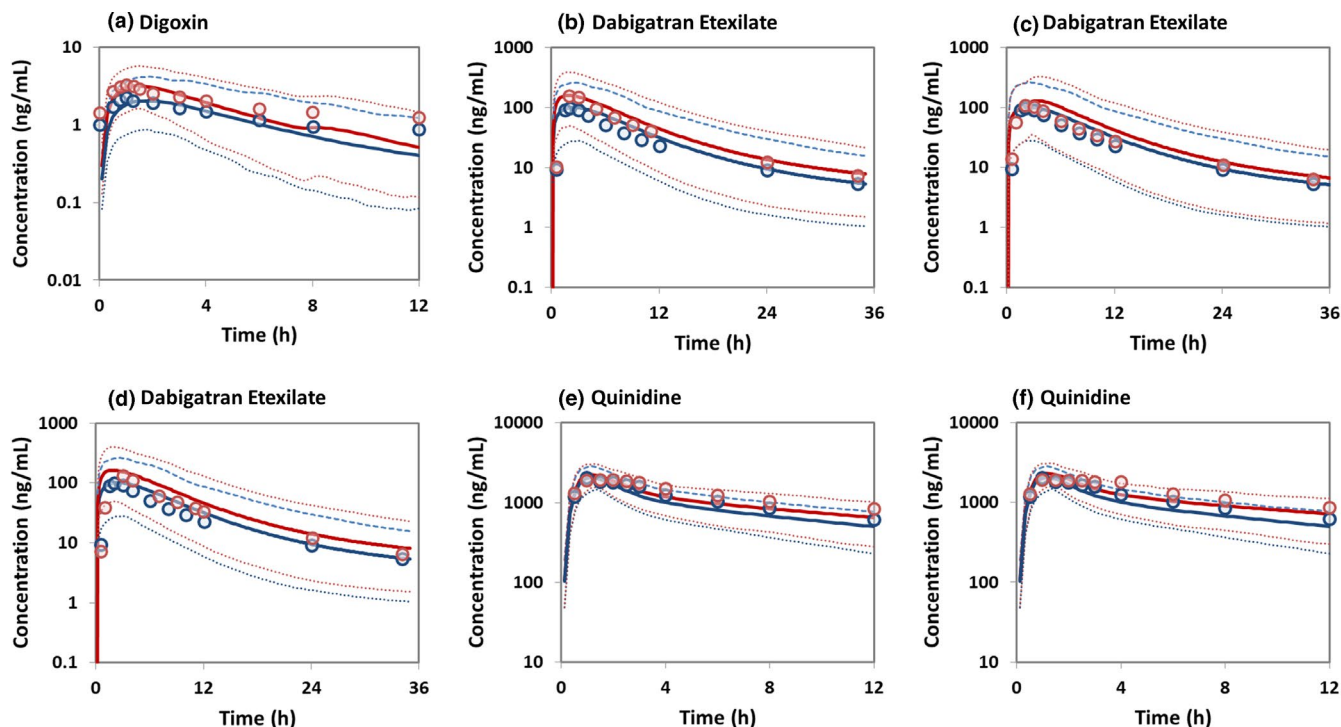 (a) Digoxin
Concentration (ng/mL)
10
1
0.1
0.01
0 4 8 12
Time (h)
(b) Dabigatran Etexilate
Concentration (ng/mL)
1000
100
10
1
0.1
0 12 24 36
Time (h)
(c) Dabigatran Etexilate
Concentration (ng/mL)
1000
100
10
1
0.1
0 12 24 36
Time (h)
(d) Dabigatran Etexilate
Concentration (ng/mL)
1000
100
10
1
0.1
0 12 24 36
Time (h)
(e) Quinidine
Concentration (ng/mL)
10000
1000
100
10
0 4 8 12
Time (h)
(f) Quinidine
Concentration (ng/mL)
10000
1000
100
10
0 4 8 12
Time (h)